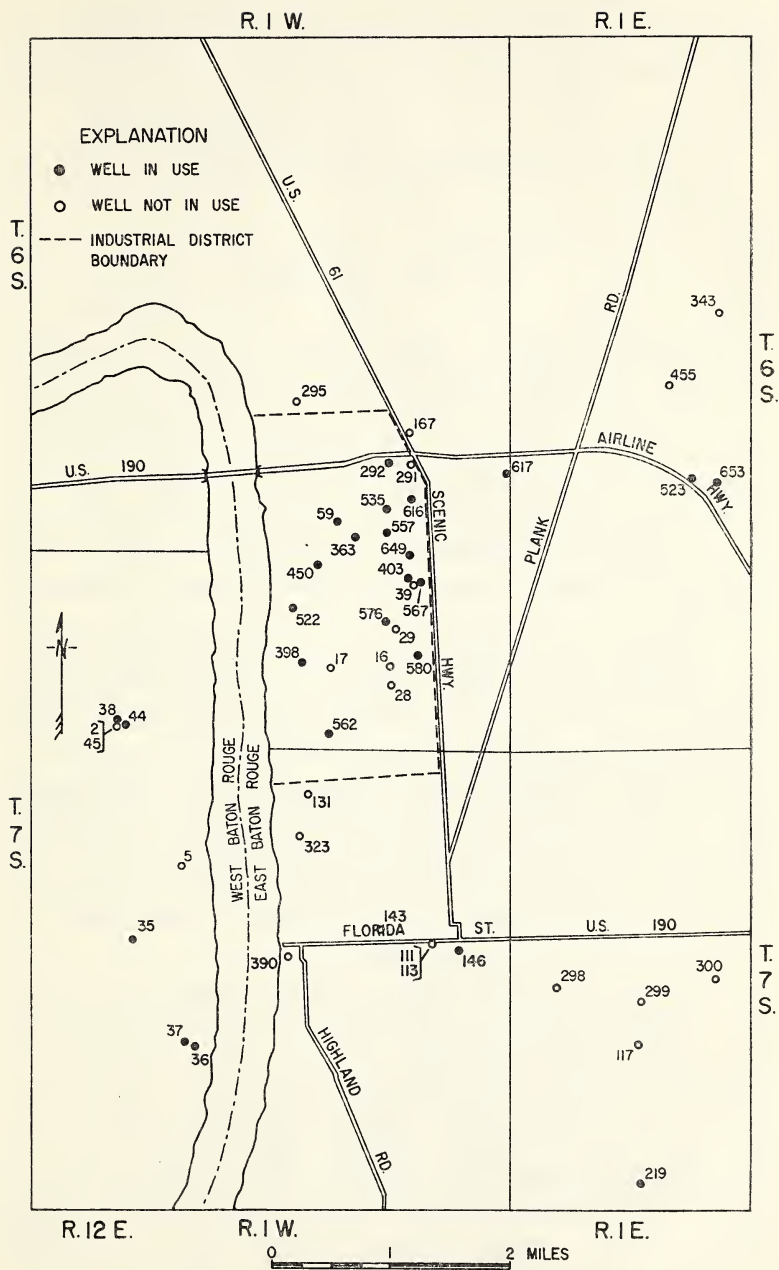 R. I W.
R. I E.
EXPLANATION
WELL IN USE
WELL NOT IN USE
INDUSTRIAL DISTRICT
BOUNDARY
T.
6
S.
T.
6
S.
U.S.
61
RD.
343
455
295
167
AIRLINE
HWY.
U.S. 190
292
291
617
523
653
535
616
SCENIC
59
557
363
649
PLANK
450
403
39
567
522
576
29
398
17
16
580
HWY.
28
-N-
38
44
2
45
562
T.
7
S.
WEST BATON ROUGE
EAST BATON ROUGE
131
323
5
143
FLORIDA ST.
U.S. 190
35
390
111
113
146
298
299
300
T.
7
S.
117
37
36
HIGHLAND
RD.
219
R. 12 E.
R. I W.
R. I E.
0 1 2 MILES